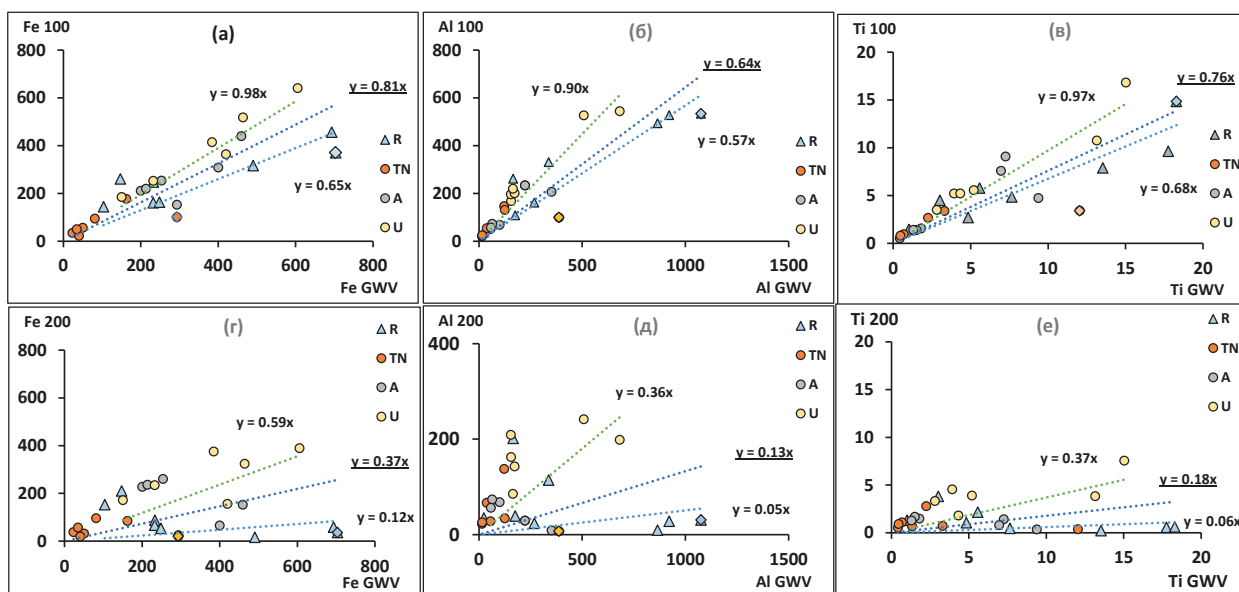 Fe 100
(а)
800
600
400
200
0
0
200
400
600
800
Fe GWV
y = 0.98x
y = 0.81x
y = 0.65x
R
TN
A
U
Al 100
(б)
800
600
400
200
0
0
500
1000
1500
Al GWV
y = 0.90x
y = 0.64x
y = 0.57x
R
TN
A
U
Ti 100
(в)
20
15
10
5
0
0
5
10
15
20
Ti GWV
y = 0.97x
y = 0.76x
y = 0.68x
R
TN
A
U
Fe 200
(г)
800
600
400
200
0
0
200
400
600
800
Fe GWV
y = 0.59x
y = 0.37x
y = 0.12x
R
TN
A
U
Al 200
(д)
400
200
0
0
500
1000
1500
Al GWV
y = 0.36x
y = 0.13x
y = 0.05x
R
TN
A
U
Ti 200
(е)
20
15
10
5
0
0
5
10
15
20
Ti GWV
y = 0.37x
y = 0.18x
y = 0.06x
R
TN
A
U